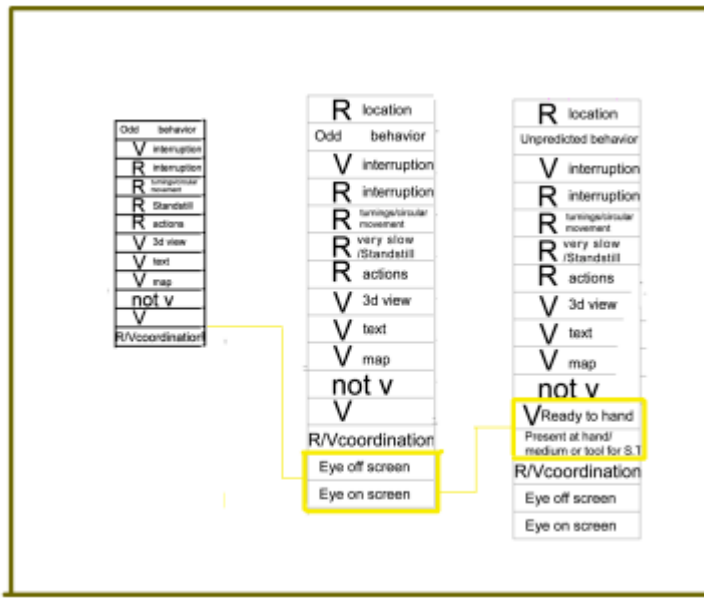 Odd behavior
V interruption
R interruption
R turnings/circular
movement
R Standstill
R actions
V 3d view
V text
V map
not v
V
R/Vcoordination
R location
Odd behavior
V interruption
R interruption
R turnings/circular
movement
R very slow
/Standstill
R actions
V 3d view
V text
V map
not v
V
R/Vcoordination
Eye off screen
Eye on screen
R location
Unpredicted behavior
V interruption
R interruption
R turnings/circular
movement
R very slow
/Standstill
R actions
V 3d view
V text
V map
not v
V Ready to hand
Present at hand/
medium or tool for S.T
R/Vcoordination
Eye off screen
Eye on screen